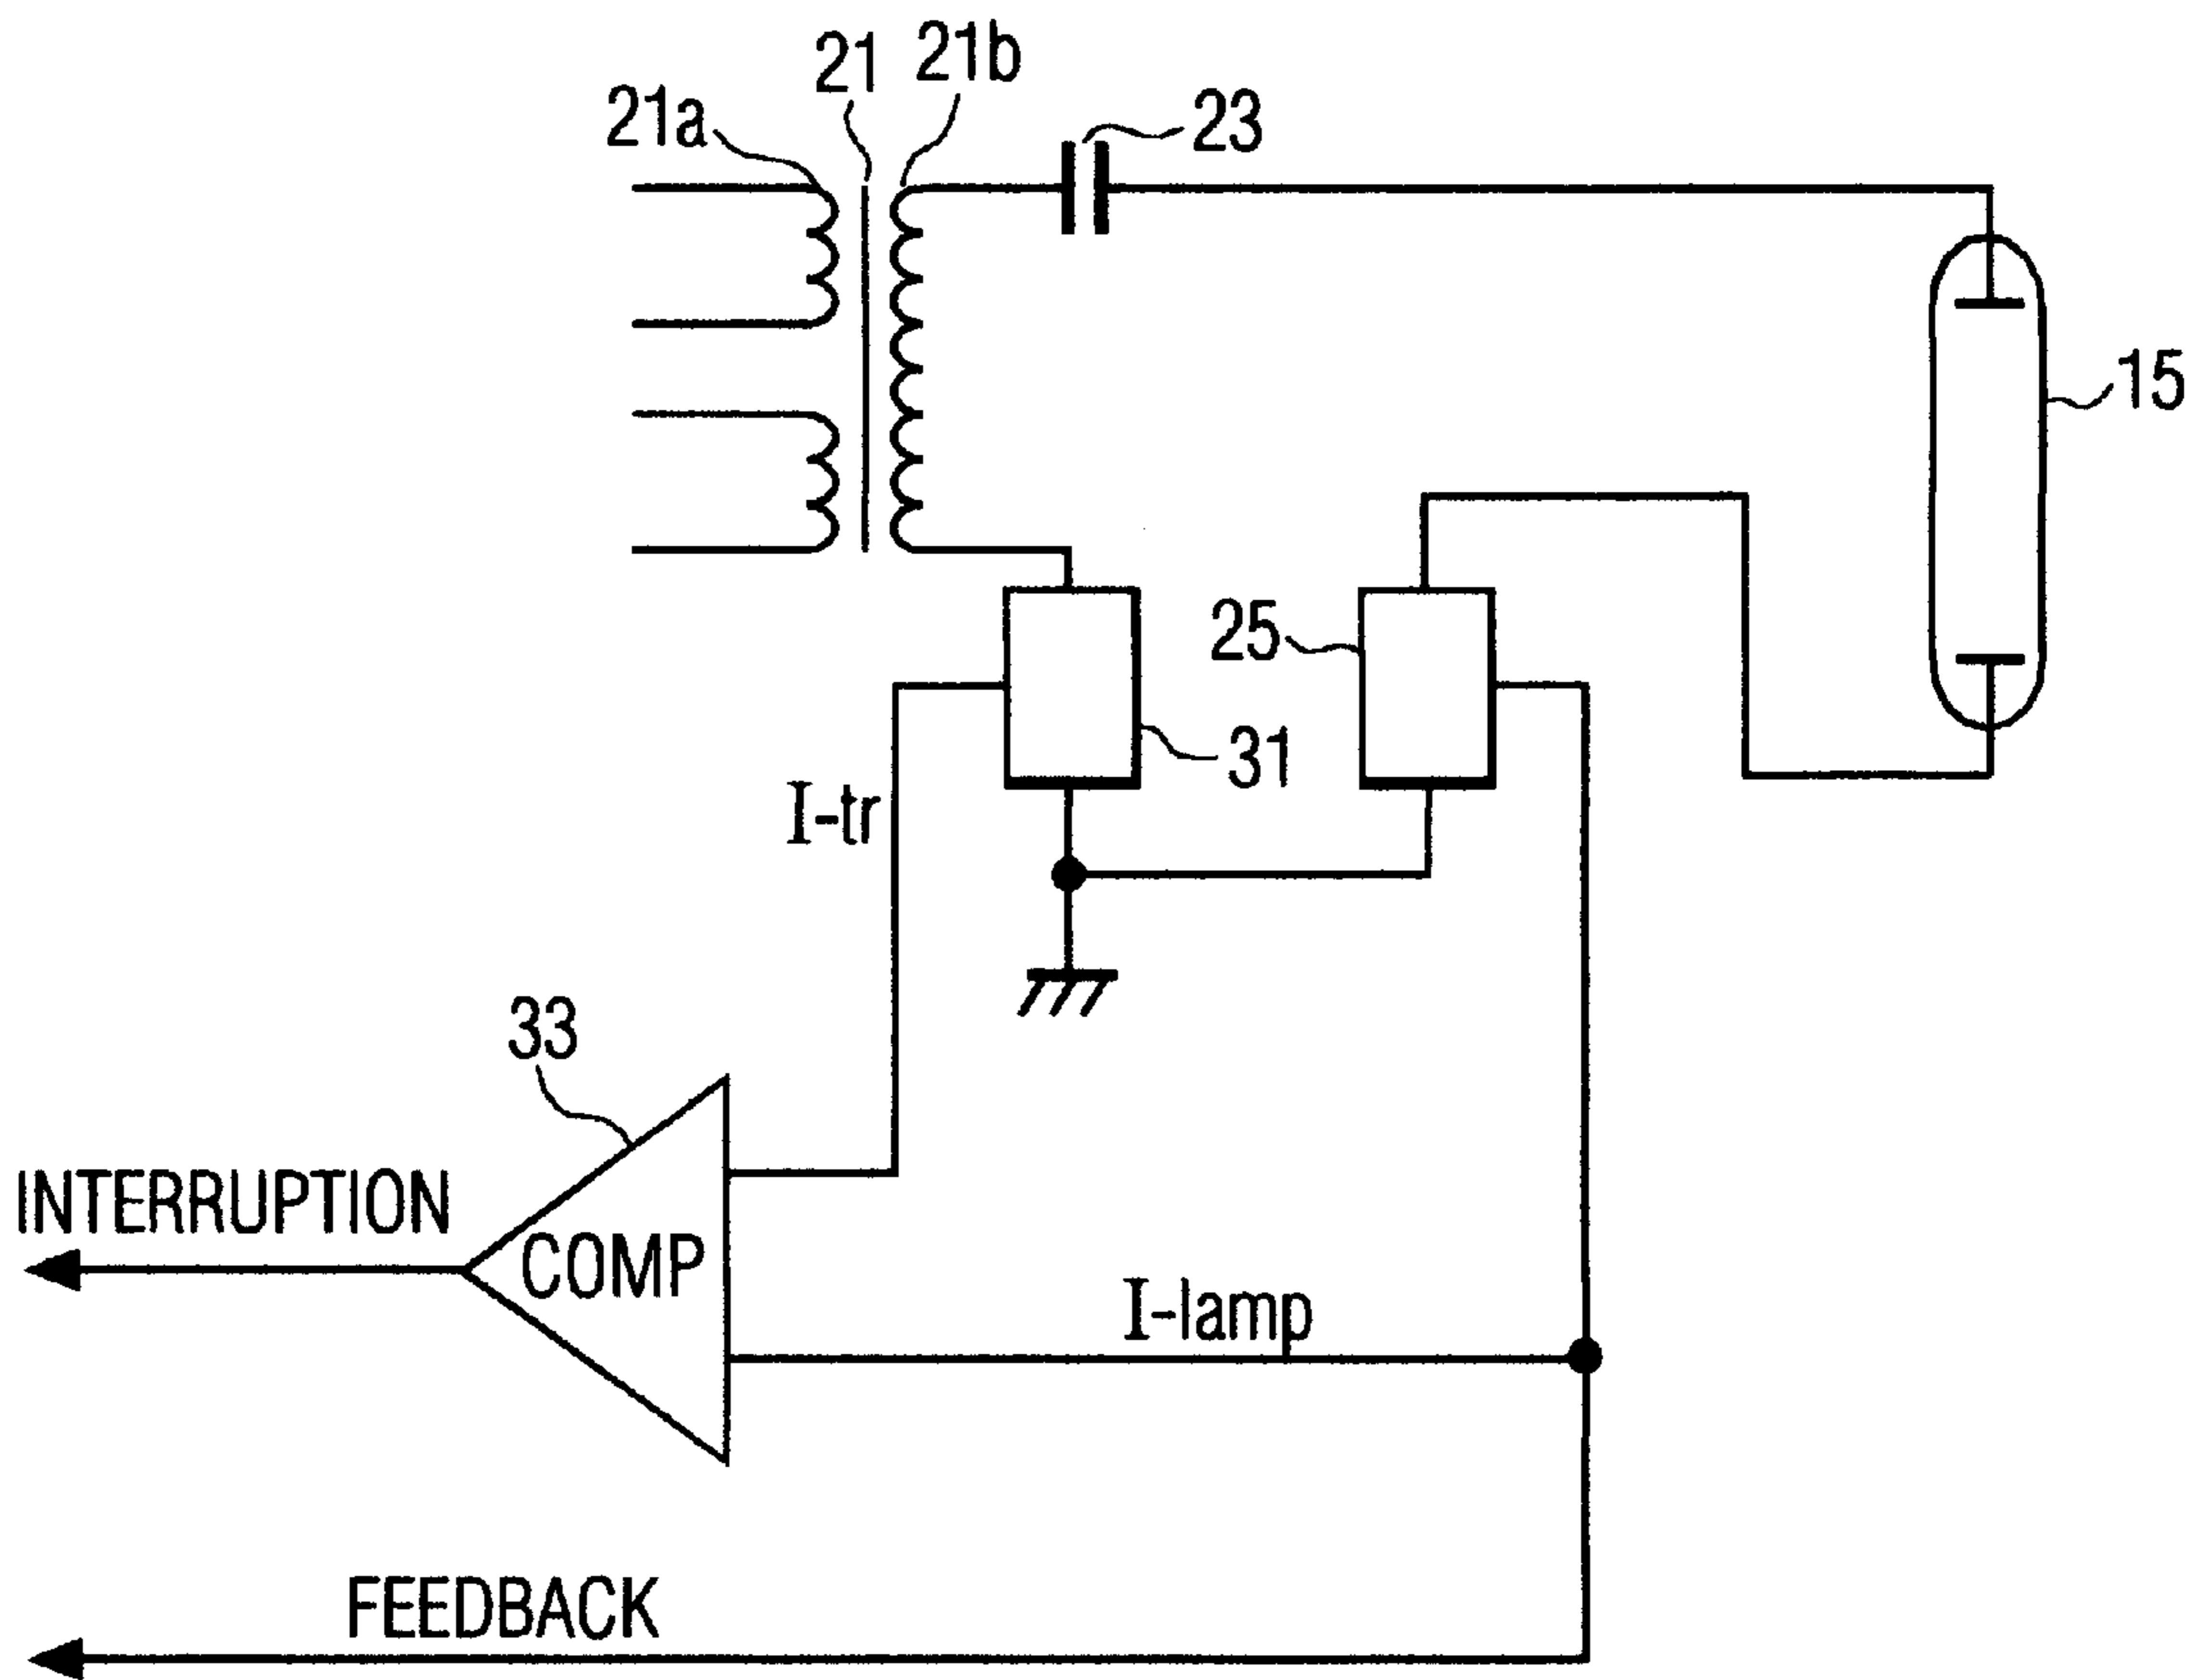 21
21b
21a
23
15
25
31
I-tr
33
INTERRUPTION
COMP
I-lamp
FEEDBACK